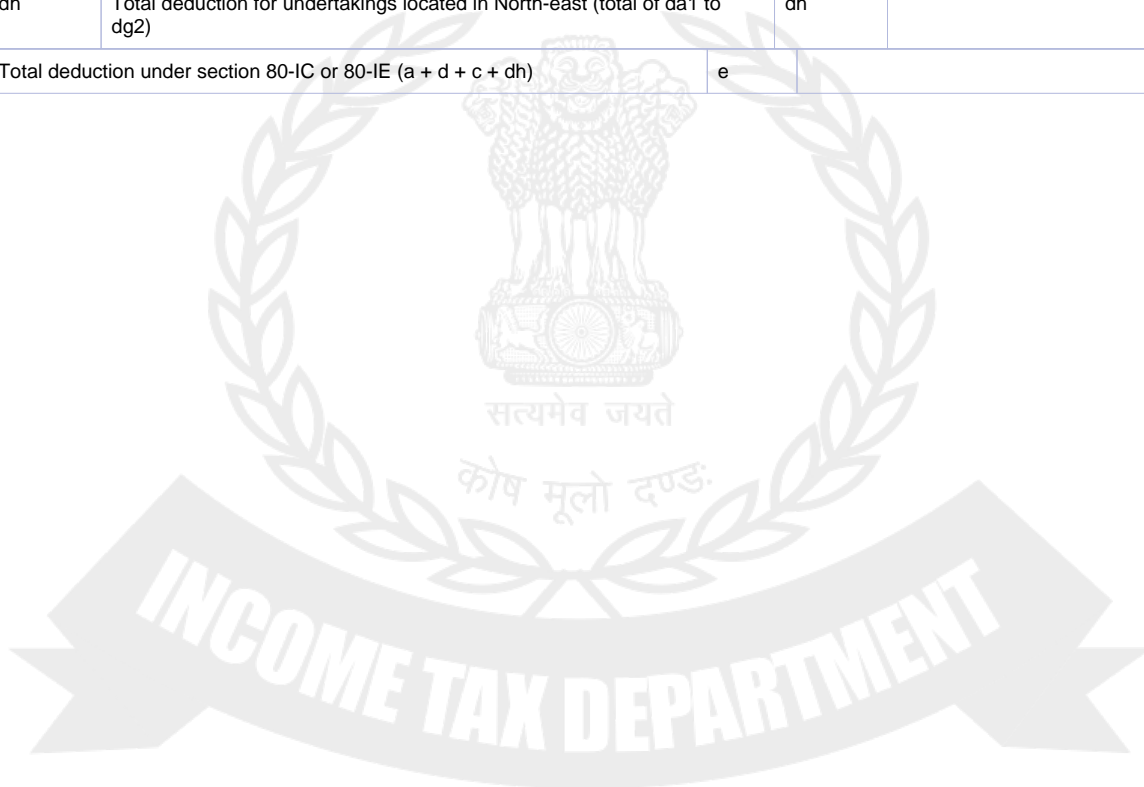 dh Total deduction for undertakings located in North-east (total of da1 to dh
dg2)
Total deduction under section 80-IC or 80-IE (a + d + c + dh) e
सत्यमेव जयते
कोष मूलो दण्डः
INCOME TAX DEPARTMENT